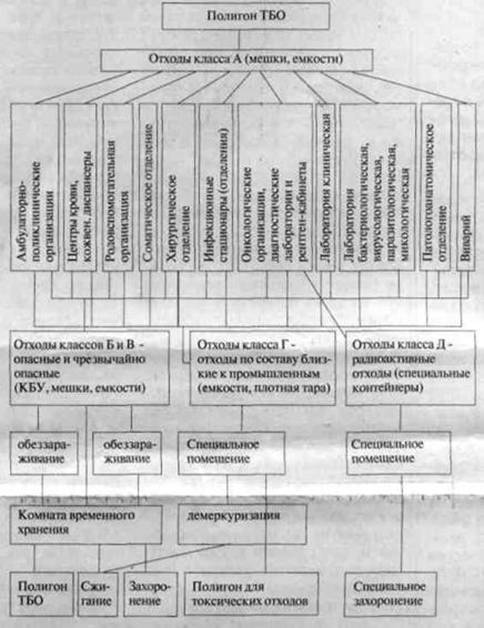 Полигон ТБО
Отходы класса А (мешки, емкости)
Амбулаторно-
поликлинические
организации
Центры крови,
кожвен. диспансеры
Родовспомогательная
организация
Соматическое отделение
Хирургическое
отделение
Инфекционные
стационары (отделения)
Онкологические
организации,
диагностические
лаборатории и
рентген-кабинеты
Лаборатория клиническая
Лаборатория
бактериологическая,
вирусологическая,
паразитологическая,
микологическая
Патологоанатомическое
отделение
Виварий
Отходы классов Б и В -
опасные и чрезвычайно
опасные
(КБУ, мешки, емкости)
Отходы класса Г -
отходы по составу близ-
кие к промышленным
(емкости, плотная тара)
Отходы класса Д -
радиоактивные
отходы (специальные
контейнеры)
обеззара-
живание
обеззара-
живание
Специальное
помещение
Специальное
помещение
Комната временного
хранения
демеркуризация
Полигон
ТБО
Сжи-
гание
Захоро-
нение
Полигон для
токсических отходов
Специальное
захоронение